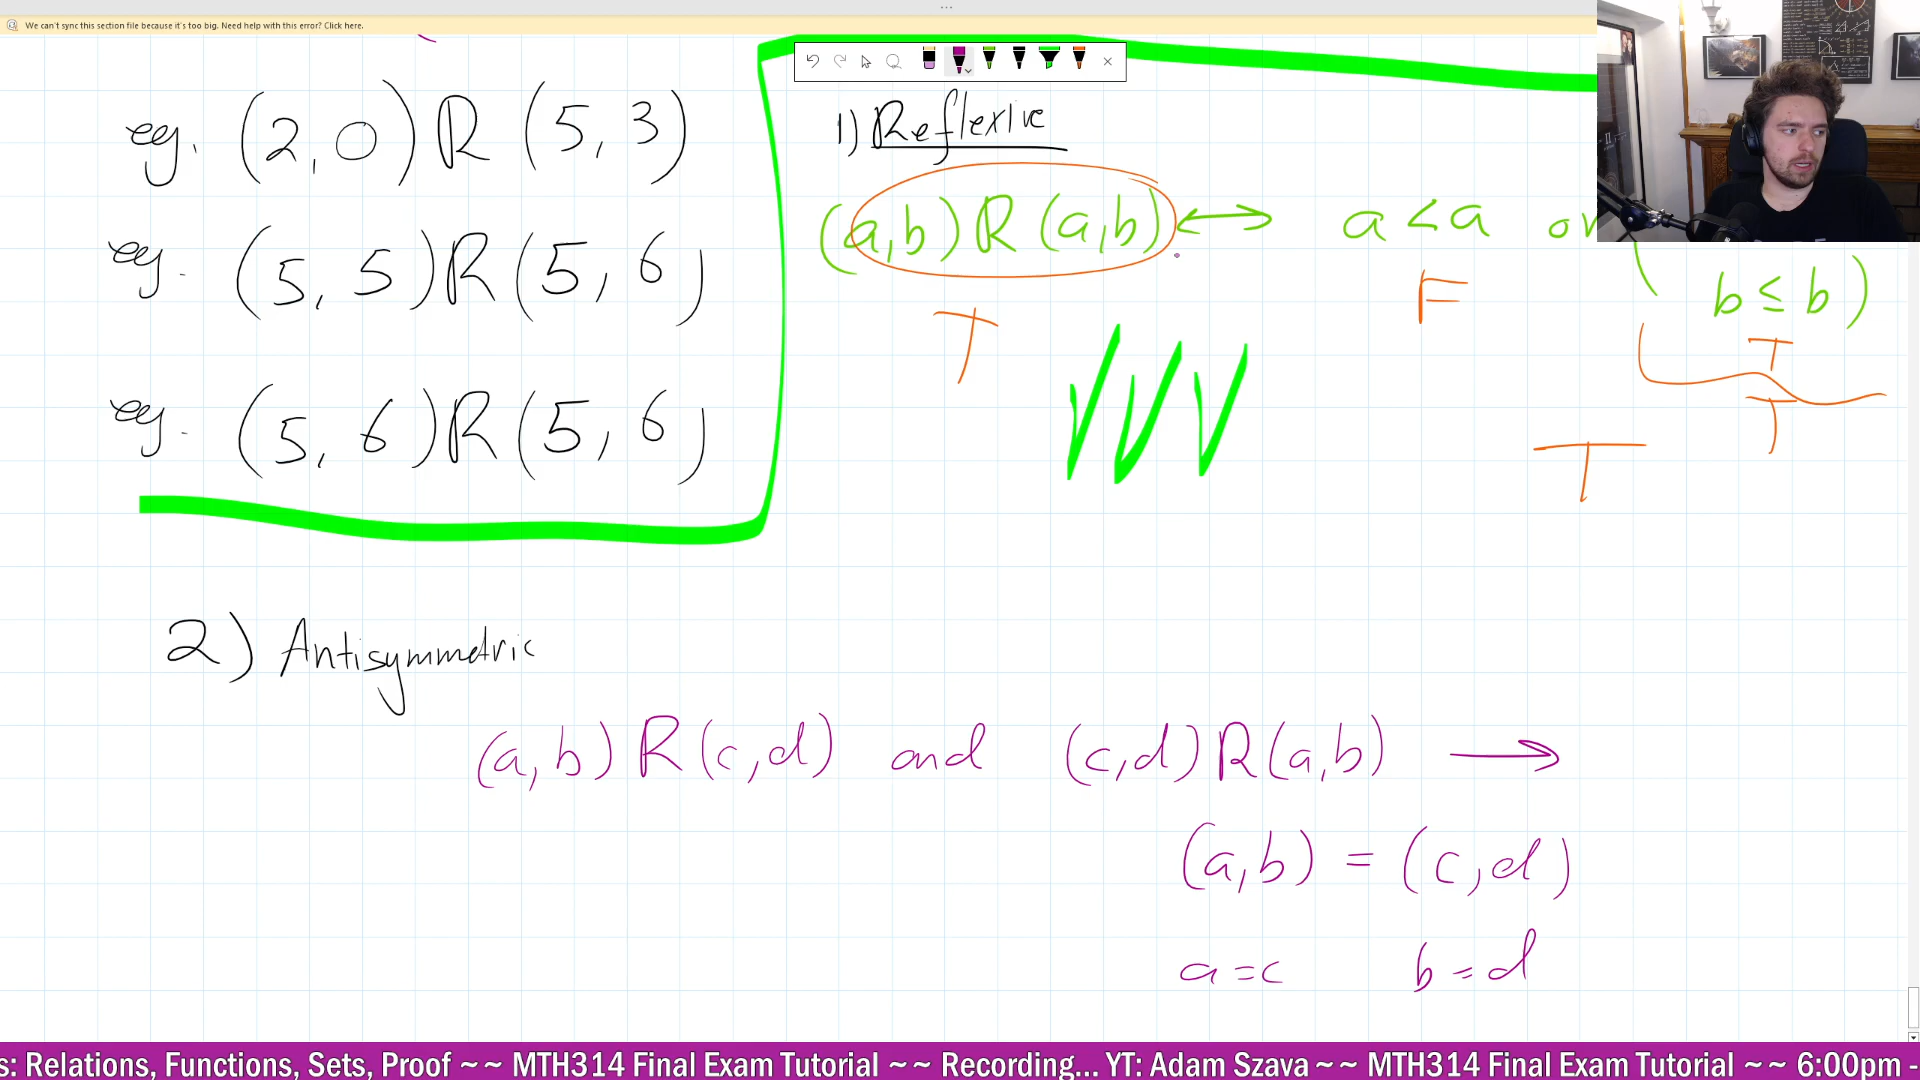 We can't sync this section file because it's too big. Need help with this error? Click here.
eg. (2,0) R (5,3)
eg. (5,5) R (5,6)
eg. (5,6) R (5,6)
1) Reflexive
(a,b) R (a,b) ↔ a < a or
b ≤ b)
T
F
T
T
T
2) Antisymmetric
(a,b) R (c,d) and (c,d) R (a,b) →
(a,b) = (c,d)
a = c b = d
s: Relations, Functions, Sets, Proof ~~ MTH314 Final Exam Tutorial ~~ Recording... YT: Adam Szava ~~ MTH314 Final Exam Tutorial ~~ 6:00pm -